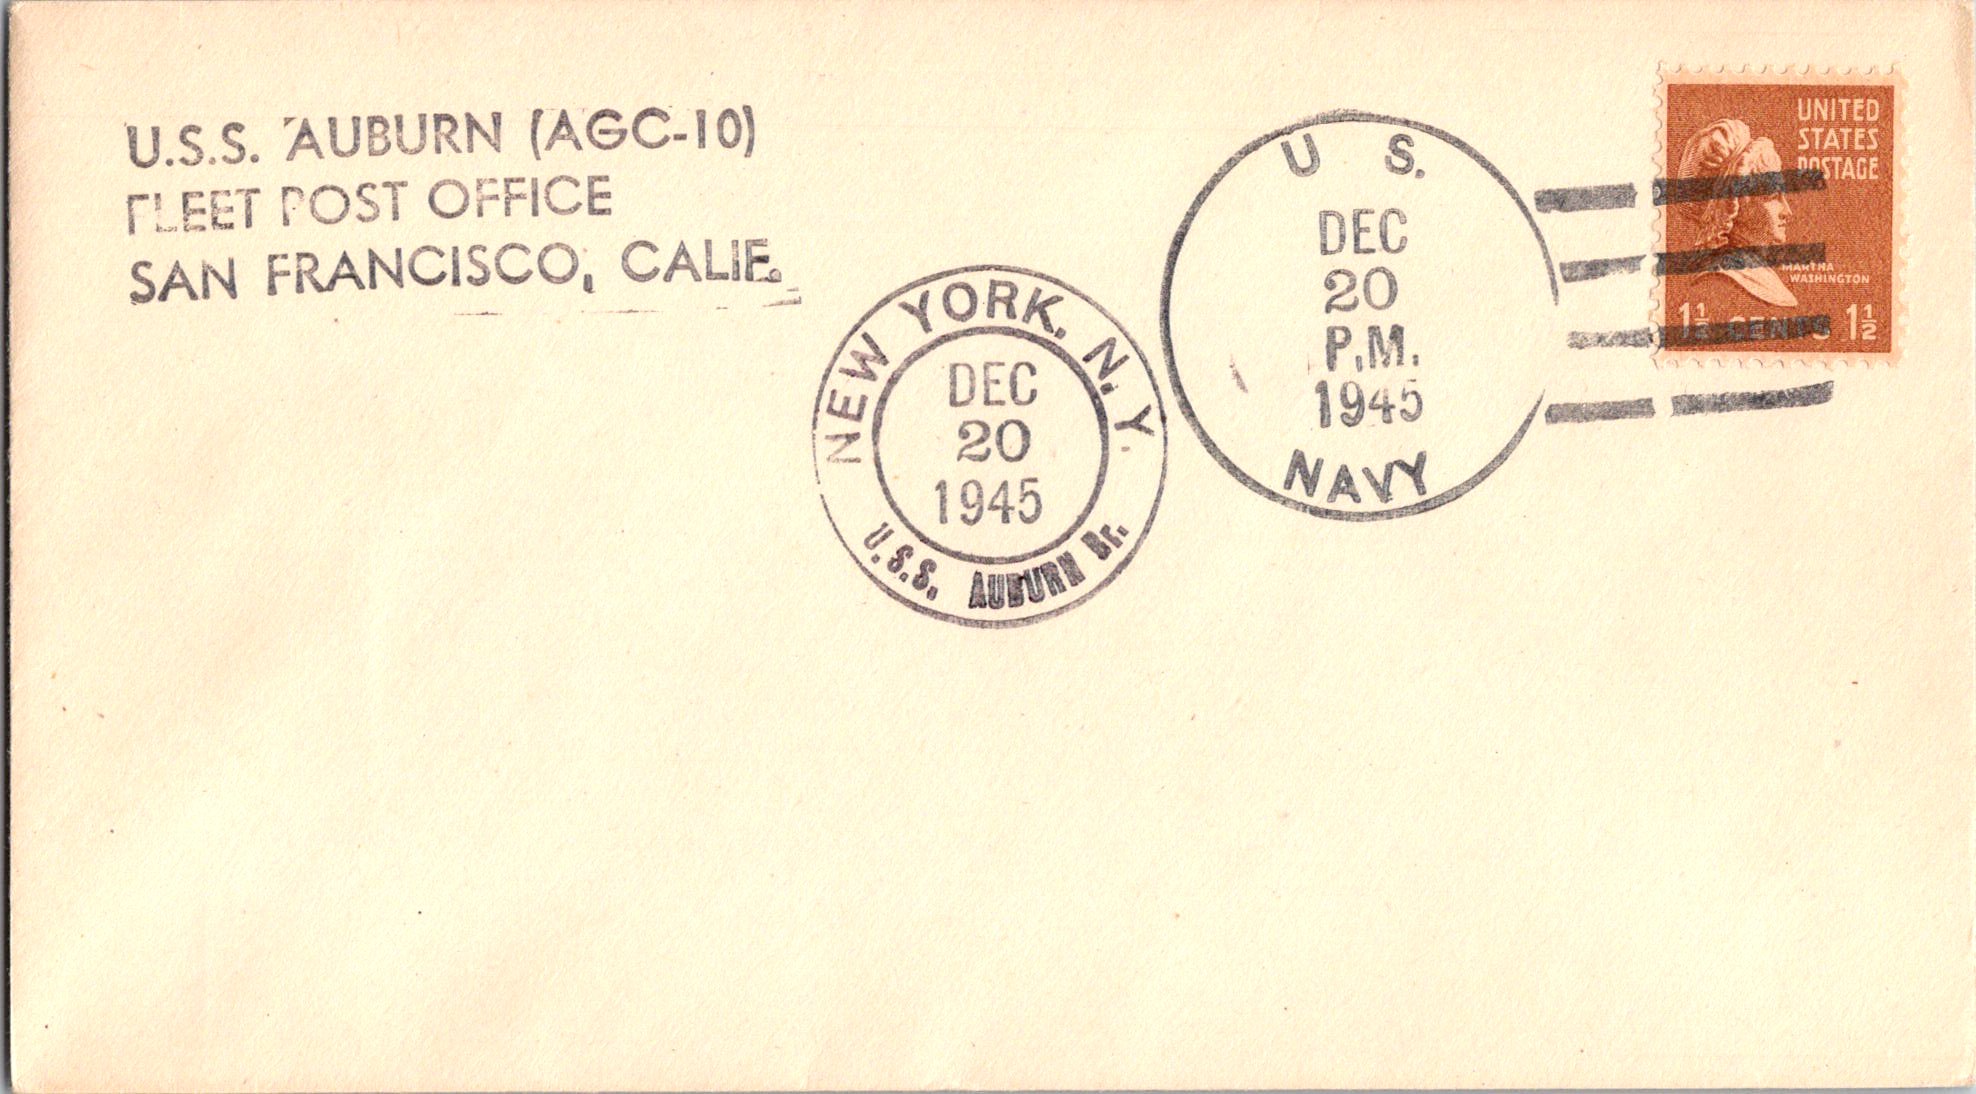 U.S.S. AUBURN (AGC-10)
FLEET POST OFFICE
SAN FRANCISCO, CALIF.
NEW YORK, N.Y.
DEC
20
1945
U.S.S. AUBURN Br.
U S.
DEC
20
P.M.
1945
NAVY
UNITED
STATES
POSTAGE
MARTHA
WASHINGTON
1½ CENTS 1½